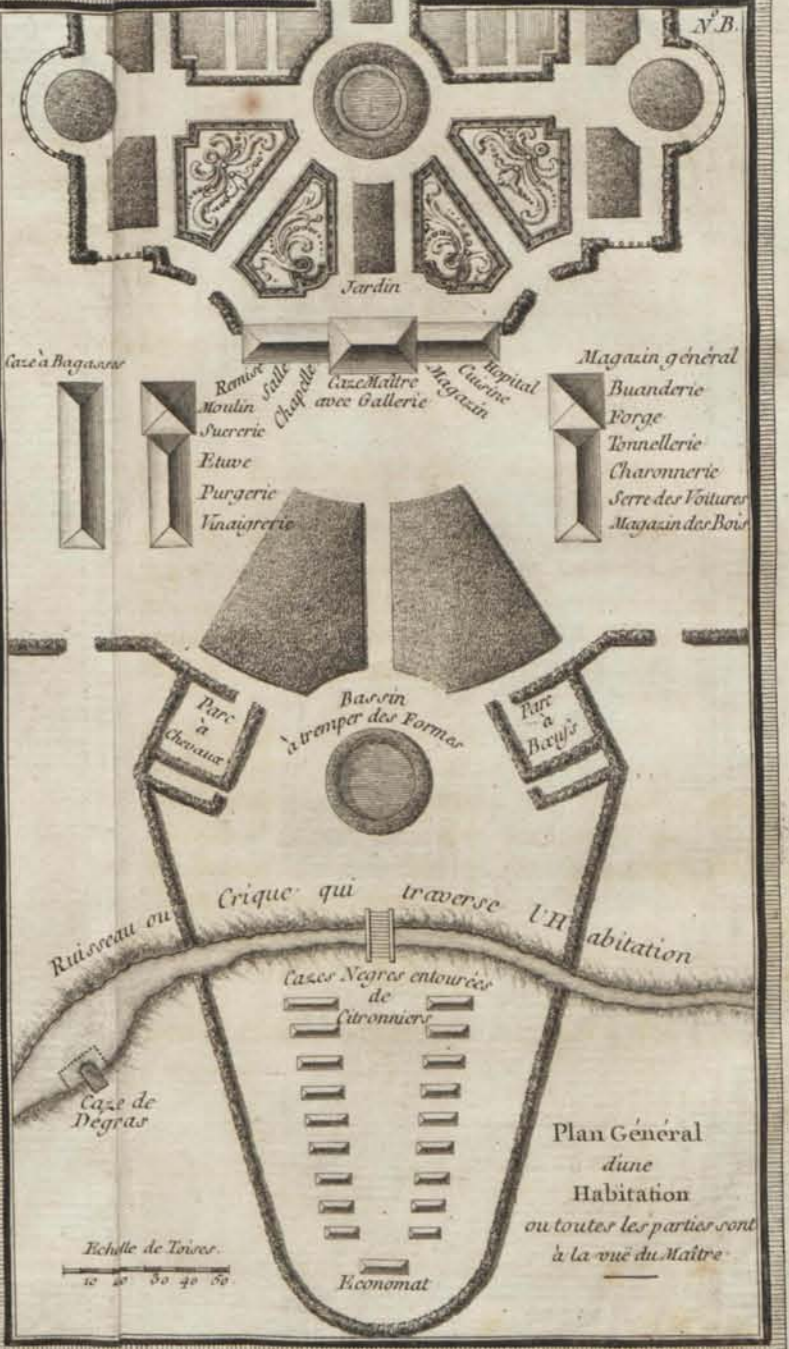 N.º B.
Jardin
Caze à Bagasses
Remise
Salle
Chapelle
Caze Maître
avec Gallerie
Magazin
Cuisine
Hopital
Moulin
Sucrerie
Etuve
Purgerie
Vinaigrerie
Magazin général
Buanderie
Forge
Tonnellerie
Charonnerie
Serre des Voitures
Magazin des Bois
Parc
à
Chevaux
Bassin
à tremper des Formes
Parc
à
Bœufs
Ruisseau ou Crique qui traverse l'Habitation
Cazes Negres entourées
de
Citronniers
Caze de
Dégras
Economat
Echelle de Toises.
10 20 30 40 50
Plan Général
d'une
Habitation
ou toutes les parties sont
à la vuë du Maître